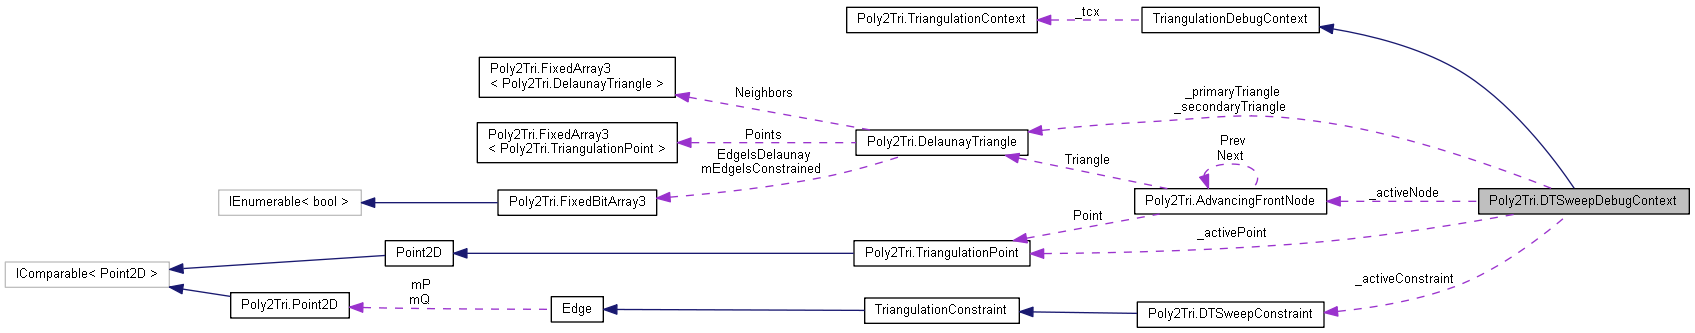 Poly2Tri.TriangulationContext
_tcx
TriangulationDebugContext
Poly2Tri.FixedArray3
< Poly2Tri.DelaunayTriangle >
Neighbors
_primaryTriangle
_secondaryTriangle
Poly2Tri.FixedArray3
< Poly2Tri.TriangulationPoint >
Points
Poly2Tri.DelaunayTriangle
EdgeIsDelaunay
mEdgeIsConstrained
Triangle
Prev
Next
IEnumerable< bool >
Poly2Tri.FixedBitArray3
Poly2Tri.AdvancingFrontNode
_activeNode
Poly2Tri.DTSweepDebugContext
Point
_activePoint
Point2D
Poly2Tri.TriangulationPoint
IComparable< Point2D >
Poly2Tri.Point2D
mP
mQ
Edge
TriangulationConstraint
Poly2Tri.DTSweepConstraint
_activeConstraint